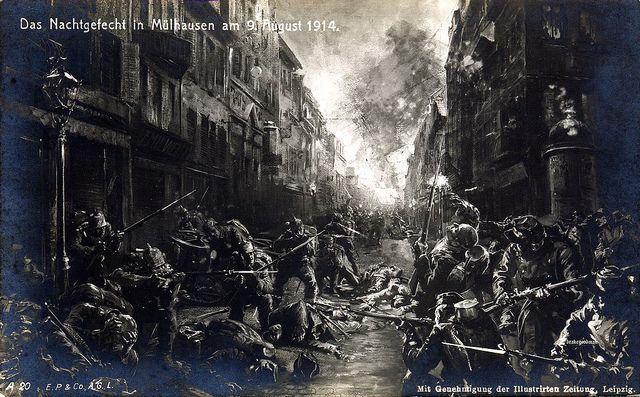 Das Nachtgefecht in Mülhausen am 9. August 1914.
A 20 E. P. & Co. A. G. L.
Mit Genehmigung der Illustrirten Zeitung, Leipzig.